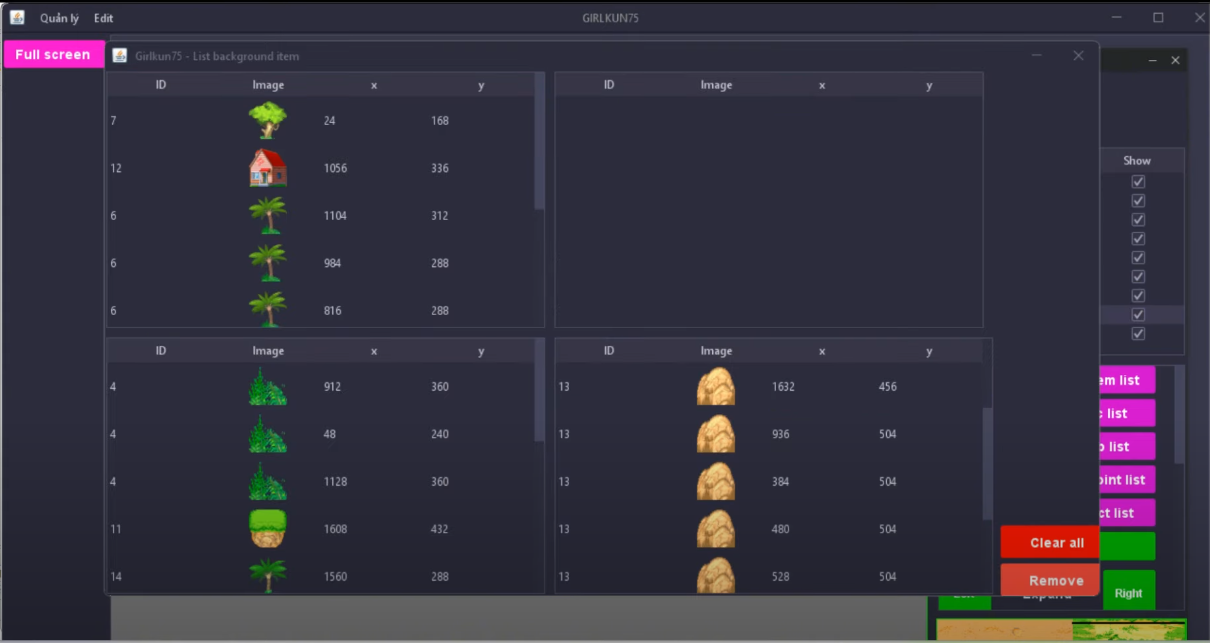 Quản lý Edit GIRLKUN75
Full screen
Girlkun75 - List background item
ID Image x y
7 24 168
12 1056 336
6 1104 312
6 984 288
6 816 288
ID Image x y
ID Image x y
4 912 360
4 48 240
4 1128 360
11 1608 432
14 1560 288
ID Image x y
13 1632 456
13 936 504
13 384 504
13 480 504
13 528 504
Show
em list
list
list
oint list
ct list
Clear all
Remove
Expand
Right